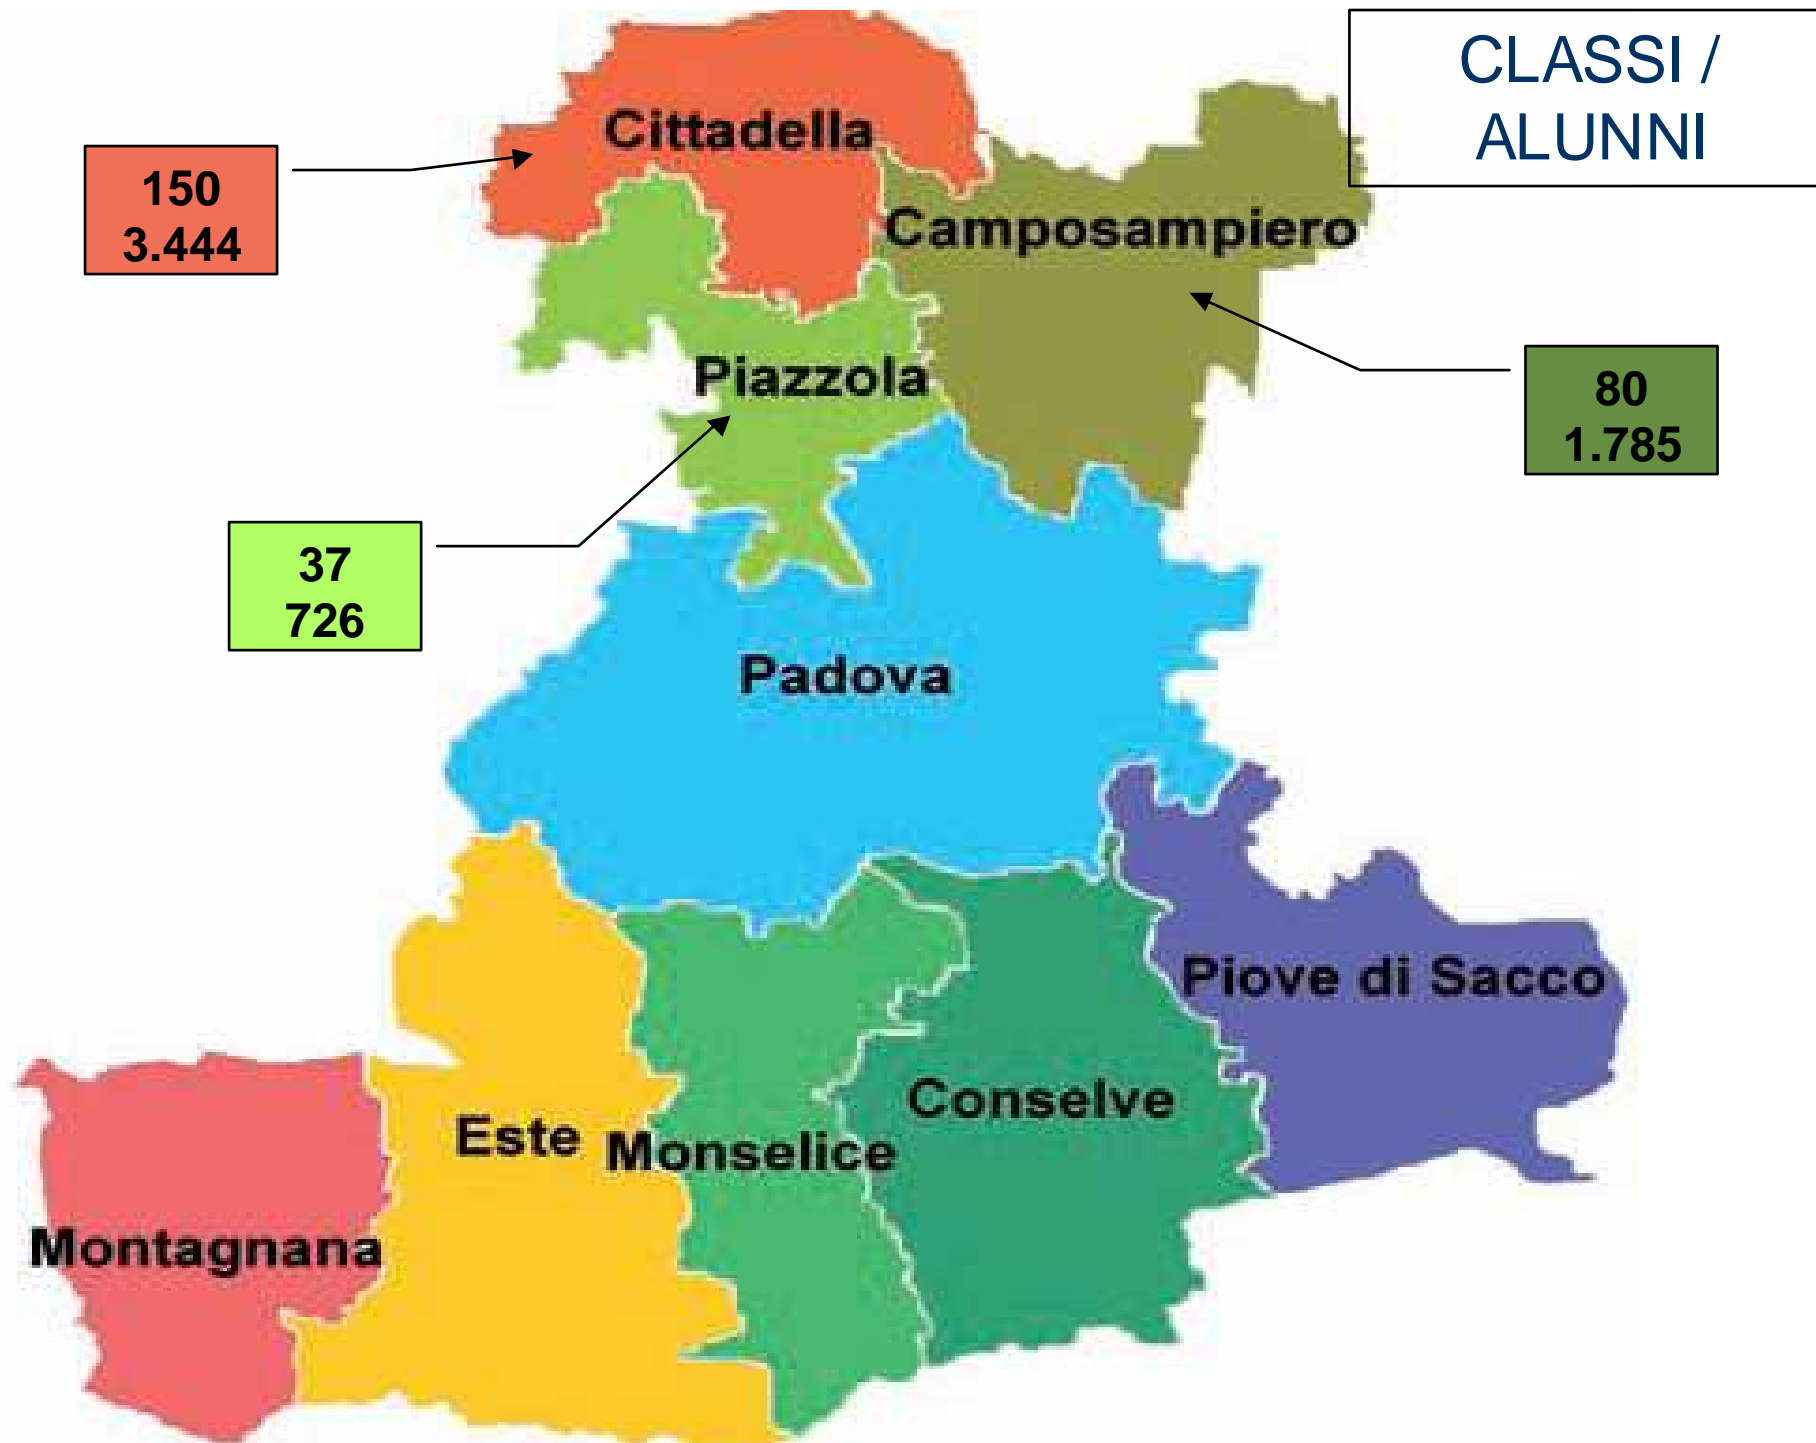 CLASSI /
ALUNNI
Cittadella
150
3.444
Camposampiero
Piazzola
80
1.785
37
726
Padova
Piove di Sacco
Conselve
Este
Monselice
Montagnana